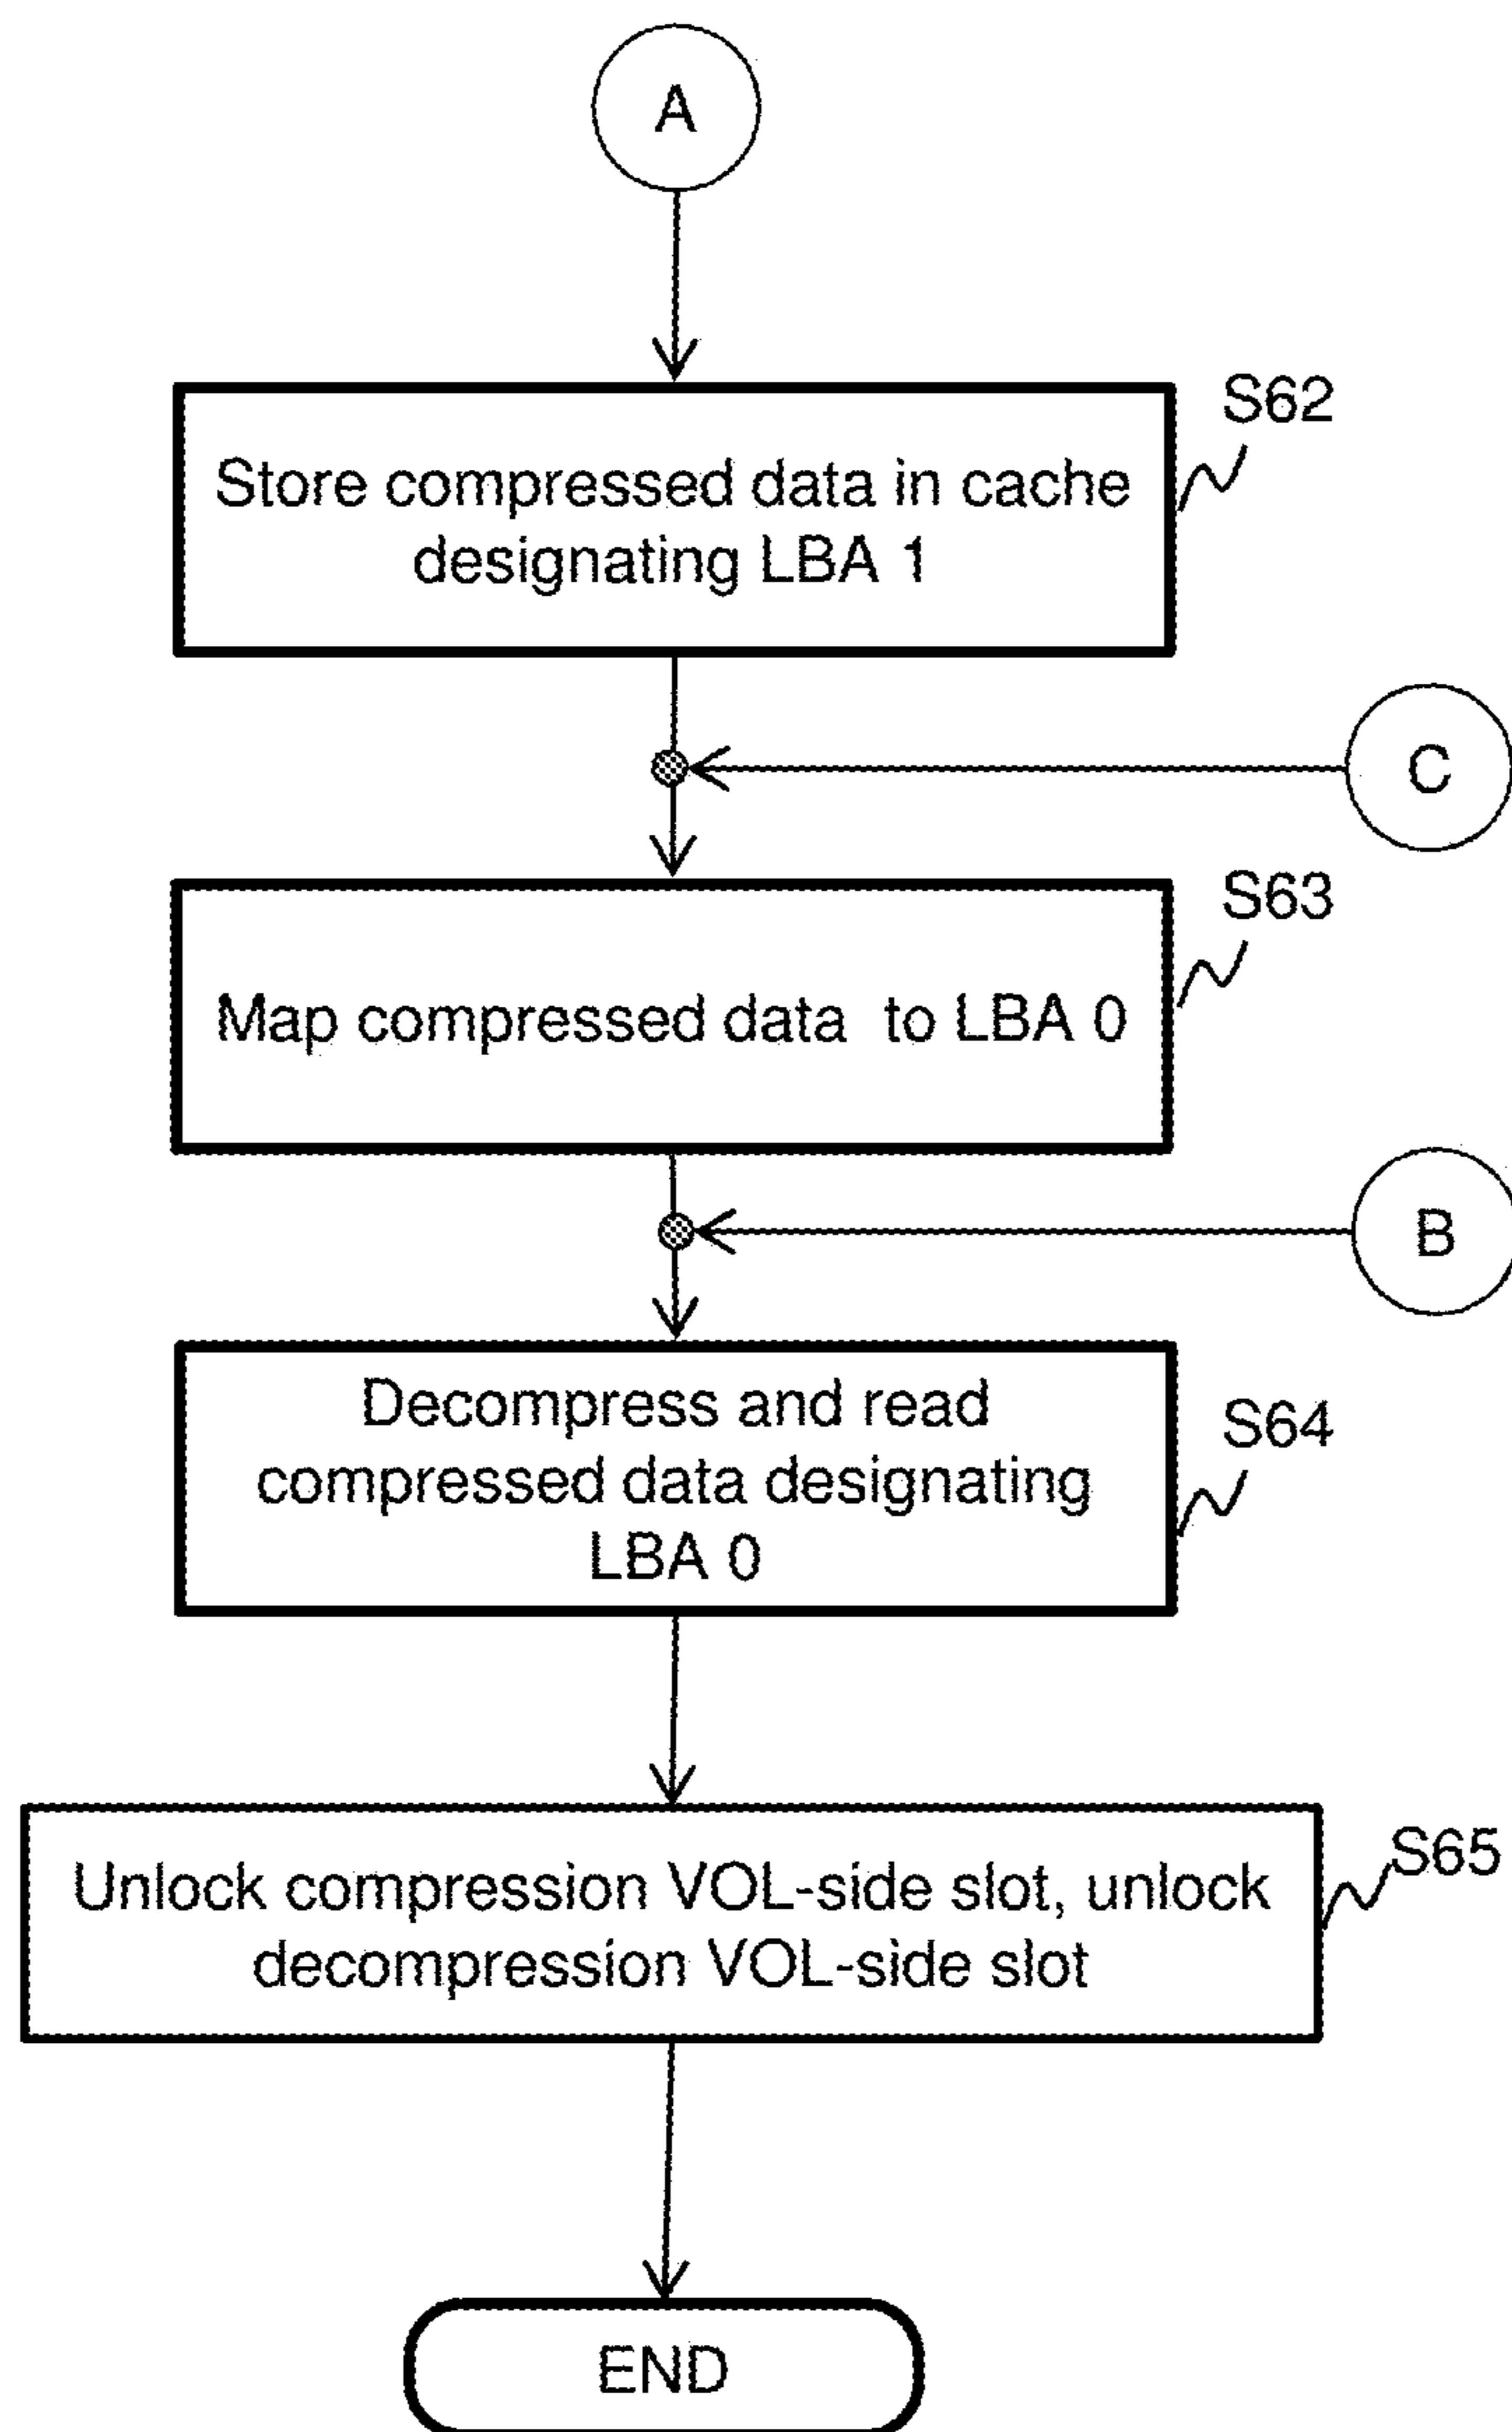 A
S62
Store compressed data in cache
designating LBA 1
C
S63
Map compressed data to LBA 0
B
S64
Decompress and read
compressed data designating
LBA 0
S65
Unlock compression VOL-side slot, unlock
decompression VOL-side slot
END